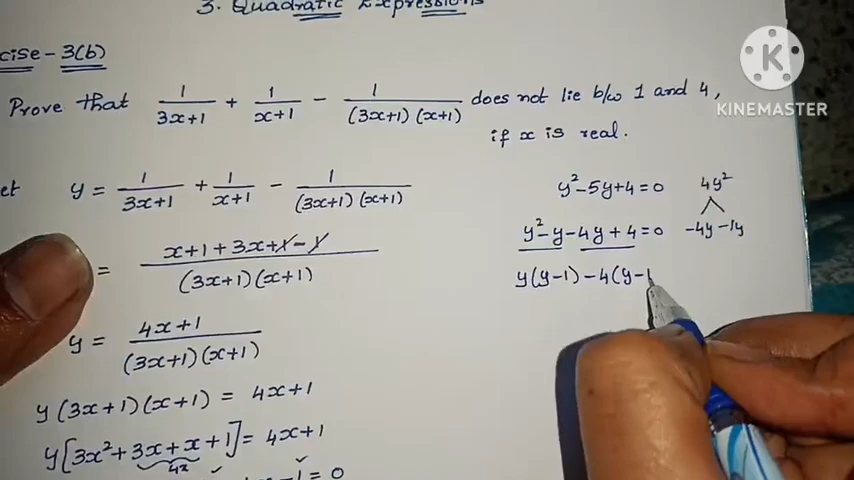 3. Quadratic Expressions
cise - 3(b)
Prove that 1/(3x+1) + 1/(x+1) - 1/((3x+1)(x+1)) does not lie b/w 1 and 4,
if x is real.
et y = 1/(3x+1) + 1/(x+1) - 1/((3x+1)(x+1))
= (x+1+3x+1-1)/((3x+1)(x+1))
y = (4x+1)/((3x+1)(x+1))
y(3x+1)(x+1) = 4x+1
y[3x²+3x+x+1] = 4x+1
4x
-1 = 0
y²-5y+4=0
4y²
y²-y-4y+4=0
-4y -1y
y(y-1)-4(y-1
K
KINEMASTER